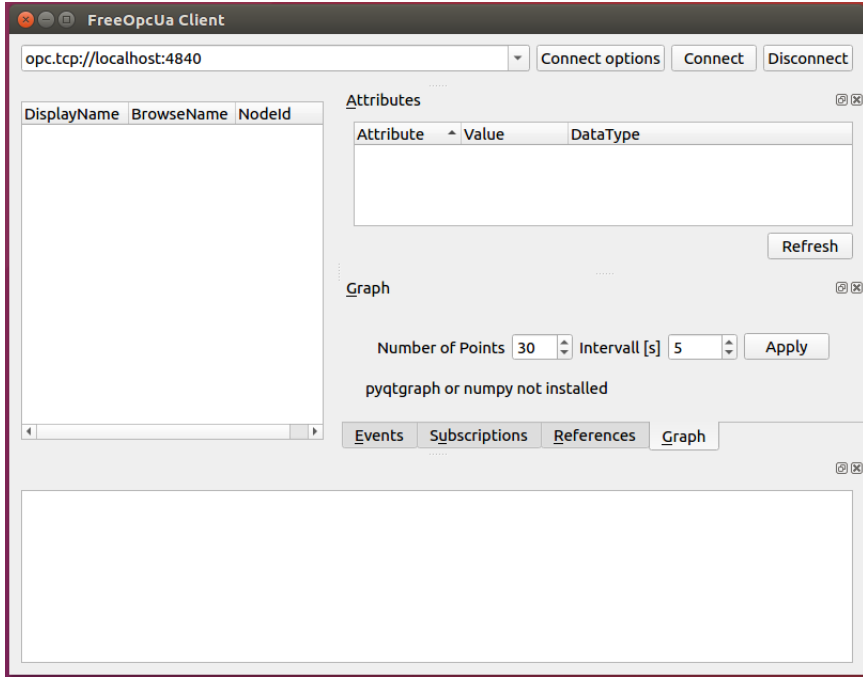 FreeOpcUa Client
opc.tcp://localhost:4840 Connect options Connect Disconnect
Attributes
DisplayName BrowseName NodeId
Attribute Value DataType
Refresh
Graph
Number of Points 30 Intervall [s] 5 Apply
pyqtgraph or numpy not installed
Events Subscriptions References Graph